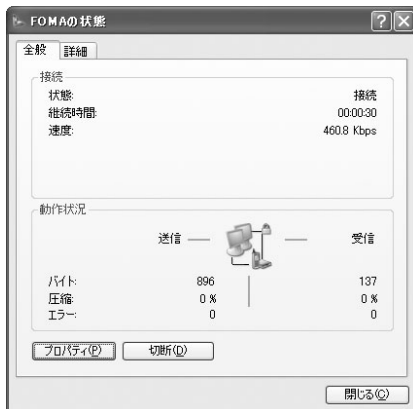 FOMAの状態
全般 詳細
接続
状態: 接続
継続時間: 00:00:30
速度: 460.8 Kbps
動作状況
送信 受信
バイト: 896 137
圧縮: 0 % 0 %
エラー: 0 0
プロパティ(P) 切断(D)
閉じる(C)